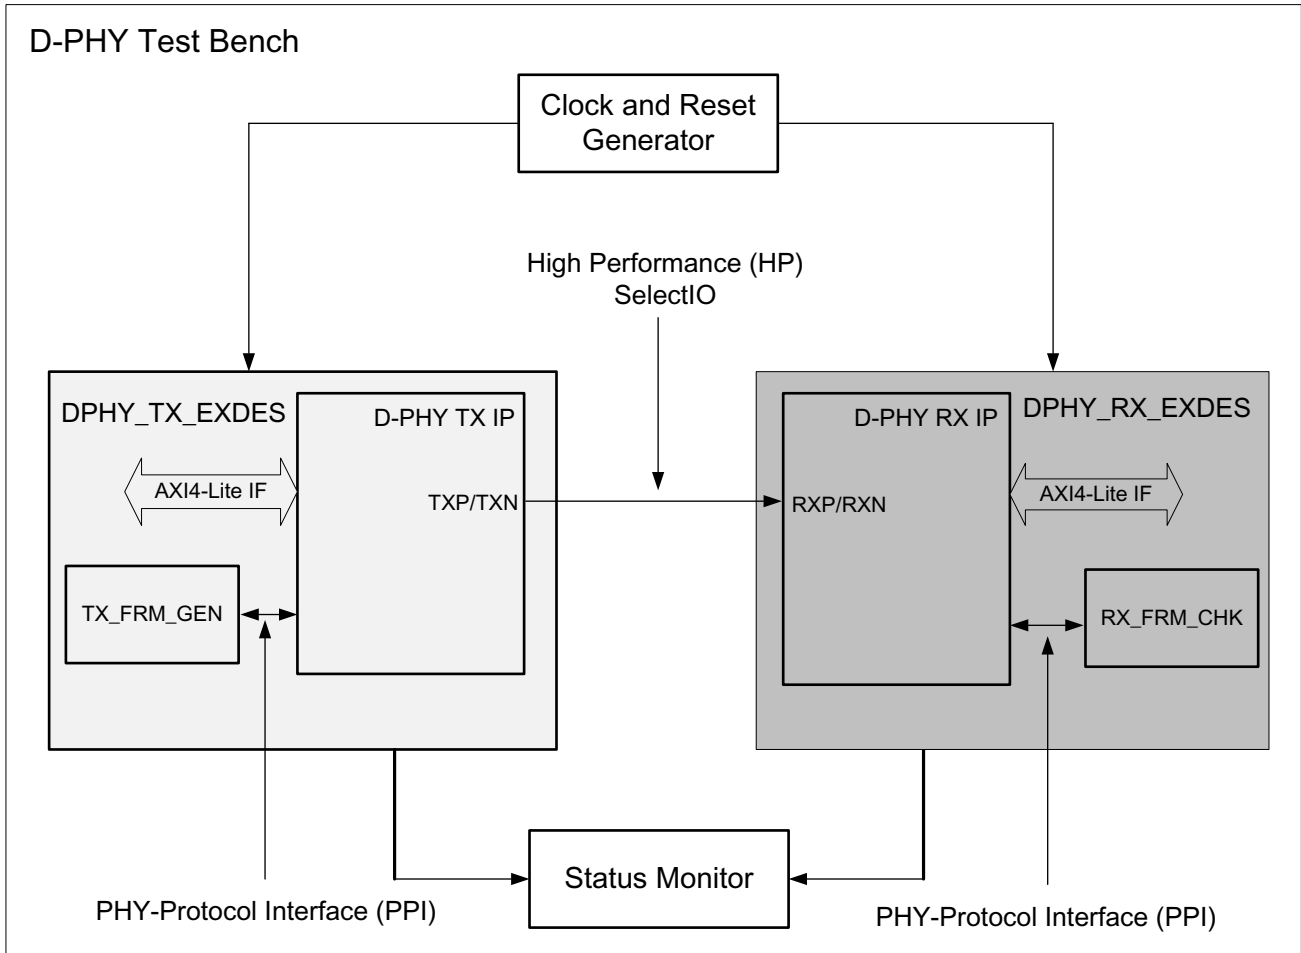 D-PHY Test Bench
Clock and Reset
Generator
High Performance (HP)
SelectIO
DPHY_TX_EXDES
D-PHY TX IP
AXI4-Lite IF
TXP/TXN
TX_FRM_GEN
D-PHY RX IP
DPHY_RX_EXDES
RXP/RXN
AXI4-Lite IF
RX_FRM_CHK
Status Monitor
PHY-Protocol Interface (PPI)
PHY-Protocol Interface (PPI)